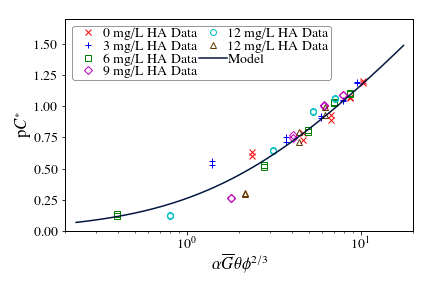 0 mg/L HA Data
3 mg/L HA Data
6 mg/L HA Data
9 mg/L HA Data
12 mg/L HA Data
12 mg/L HA Data
Model
pC*
1.50
1.25
1.00
0.75
0.50
0.25
0.00
10⁰
10¹
αG̅θϕ^{2/3}